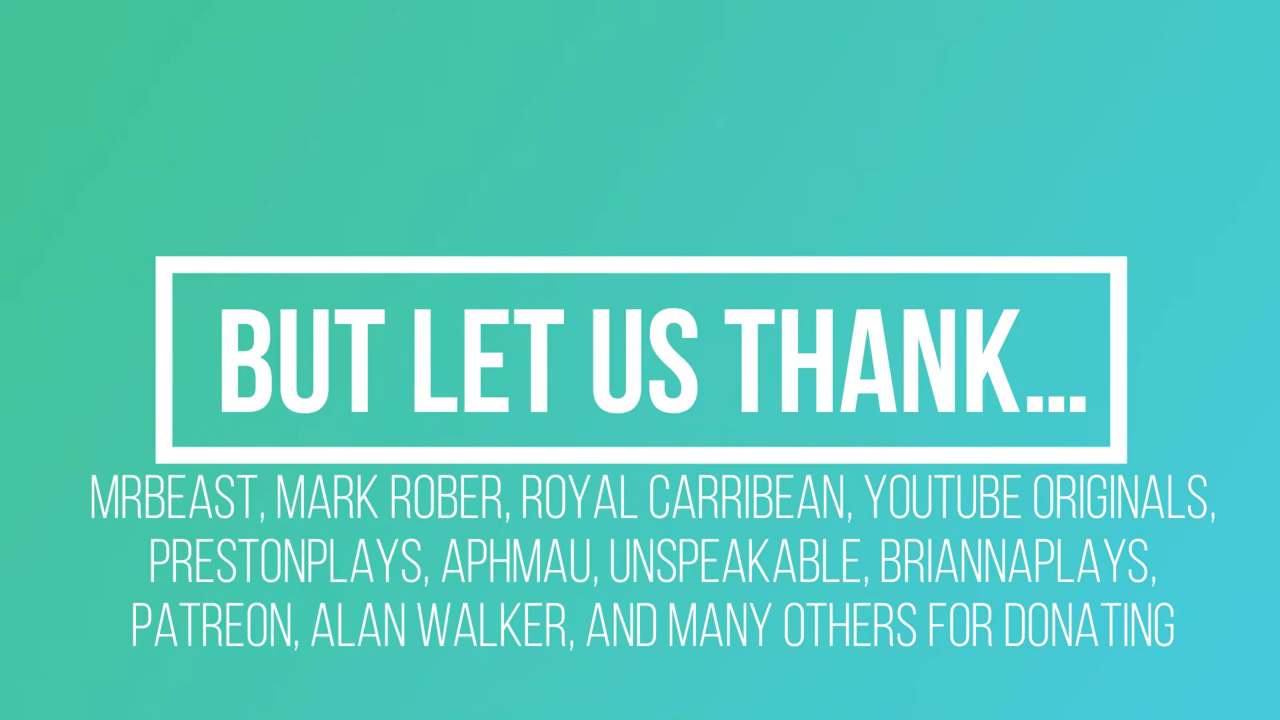 BUT LET US THANK...
MRBEAST, MARK ROBER, ROYAL CARRIBEAN, YOUTUBE ORIGINALS,
PRESTONPLAYS, APHMAU, UNSPEAKABLE, BRIANNAPLAYS,
PATREON, ALAN WALKER, AND MANY OTHERS FOR DONATING